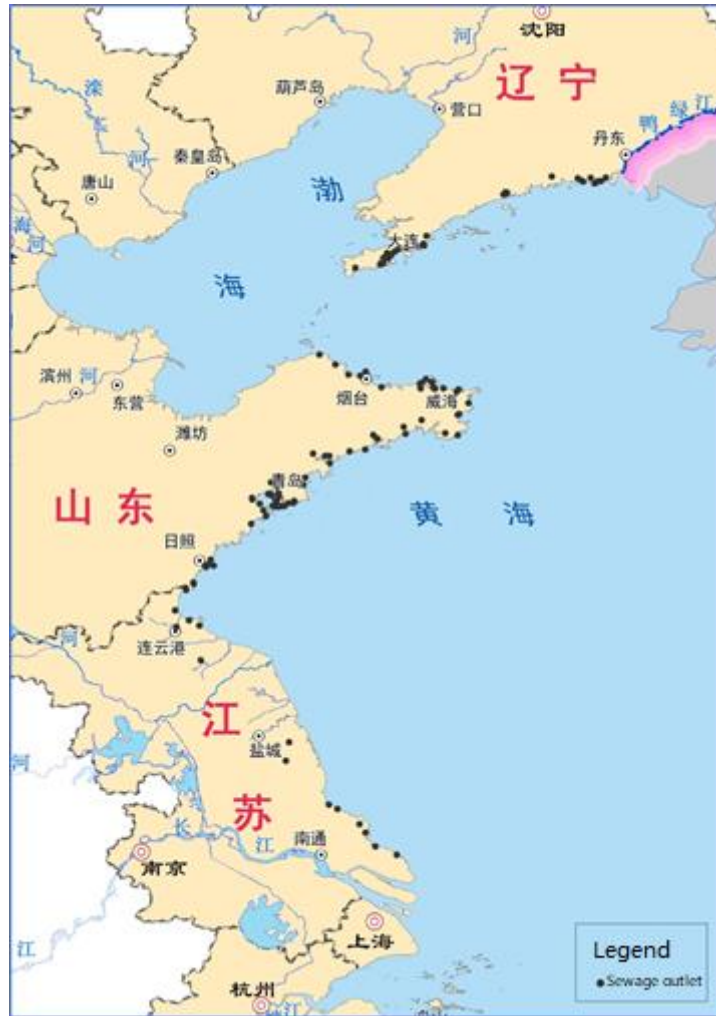 沈阳
河
辽宁
滦
葫芦岛
营口
鸭绿江
河
丹东
秦皇岛
唐山
渤
海
河
大连
海
滨州
河
东营
烟台
威海
潍坊
青岛
山东
黄海
日照
河
连云港
江
盐城
河
苏
长
江
南通
南京
江
上海
Legend
Sewage outlet
杭州
江